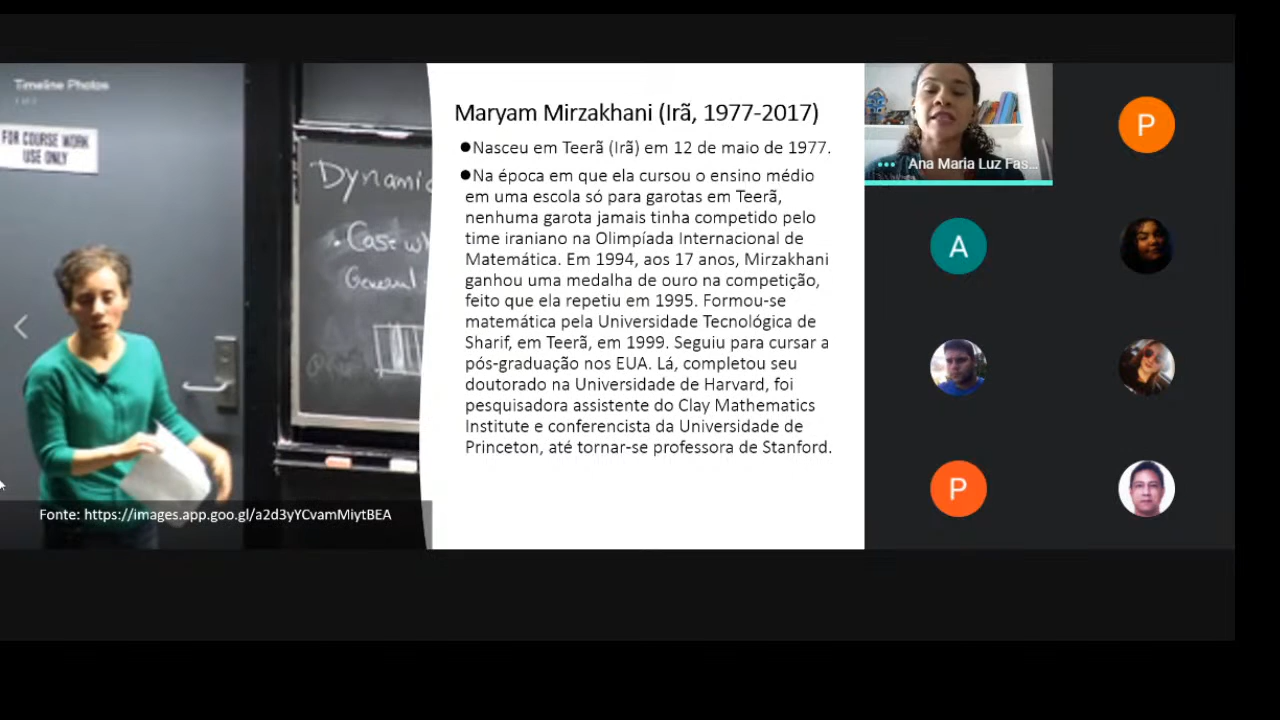 Timeline Photos
FOR COURSE WORK
USE ONLY
Dynamic
Case wh
General
Fonte: https://images.app.goo.gl/a2d3yYCvamMiytBEA
Maryam Mirzakhani (Irã, 1977-2017)
●Nasceu em Teerã (Irã) em 12 de maio de 1977.
●Na época em que ela cursou o ensino médio
em uma escola só para garotas em Teerã,
nenhuma garota jamais tinha competido pelo
time iraniano na Olimpíada Internacional de
Matemática. Em 1994, aos 17 anos, Mirzakhani
ganhou uma medalha de ouro na competição,
feito que ela repetiu em 1995. Formou-se
matemática pela Universidade Tecnológica de
Sharif, em Teerã, em 1999. Seguiu para cursar a
pós-graduação nos EUA. Lá, completou seu
doutorado na Universidade de Harvard, foi
pesquisadora assistente do Clay Mathematics
Institute e conferencista da Universidade de
Princeton, até tornar-se professora de Stanford.
Ana Maria Luz Fas...
P
A
P